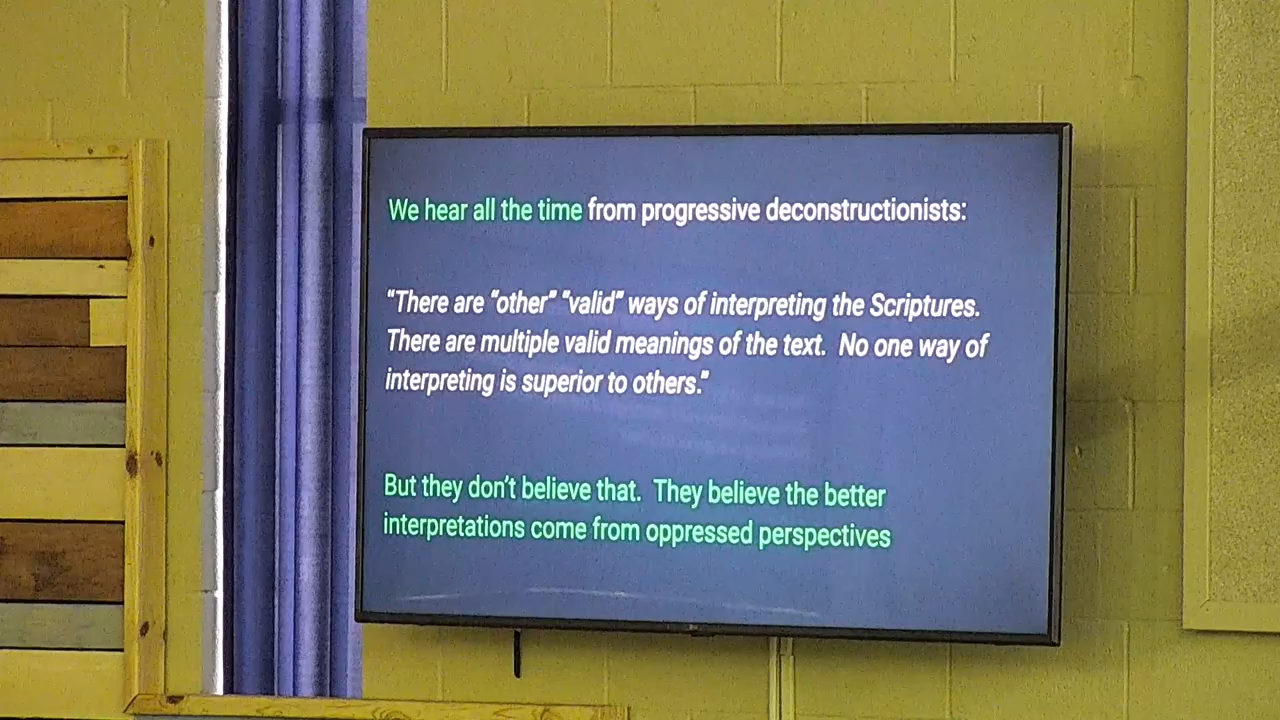 We hear all the time from progressive deconstructionists:
"There are "other" "valid" ways of interpreting the Scriptures.
There are multiple valid meanings of the text.  No one way of
interpreting is superior to others."
But they don't believe that.  They believe the better
interpretations come from oppressed perspectives